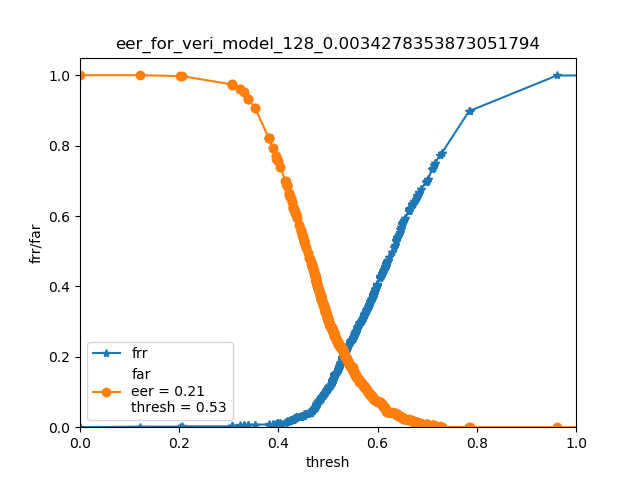 eer_for_veri_model_128_0.0034278353873051794
1.0
0.8
0.6
0.4
0.2
0.0
frr/far
frr
far
eer = 0.21
thresh = 0.53
0.0 0.2 0.4 0.6 0.8 1.0
thresh